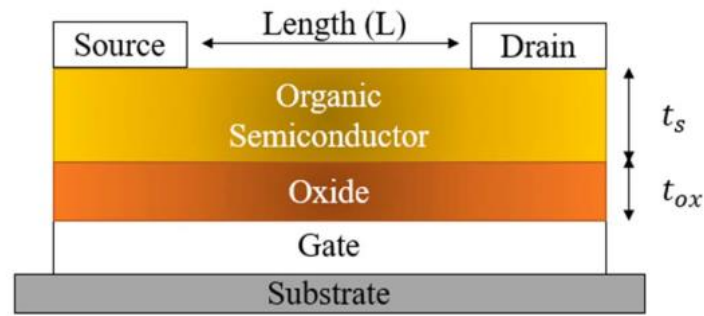 Length (L)
Source
Drain
Organic
Semiconductor
t_s
Oxide
t_ox
Gate
Substrate